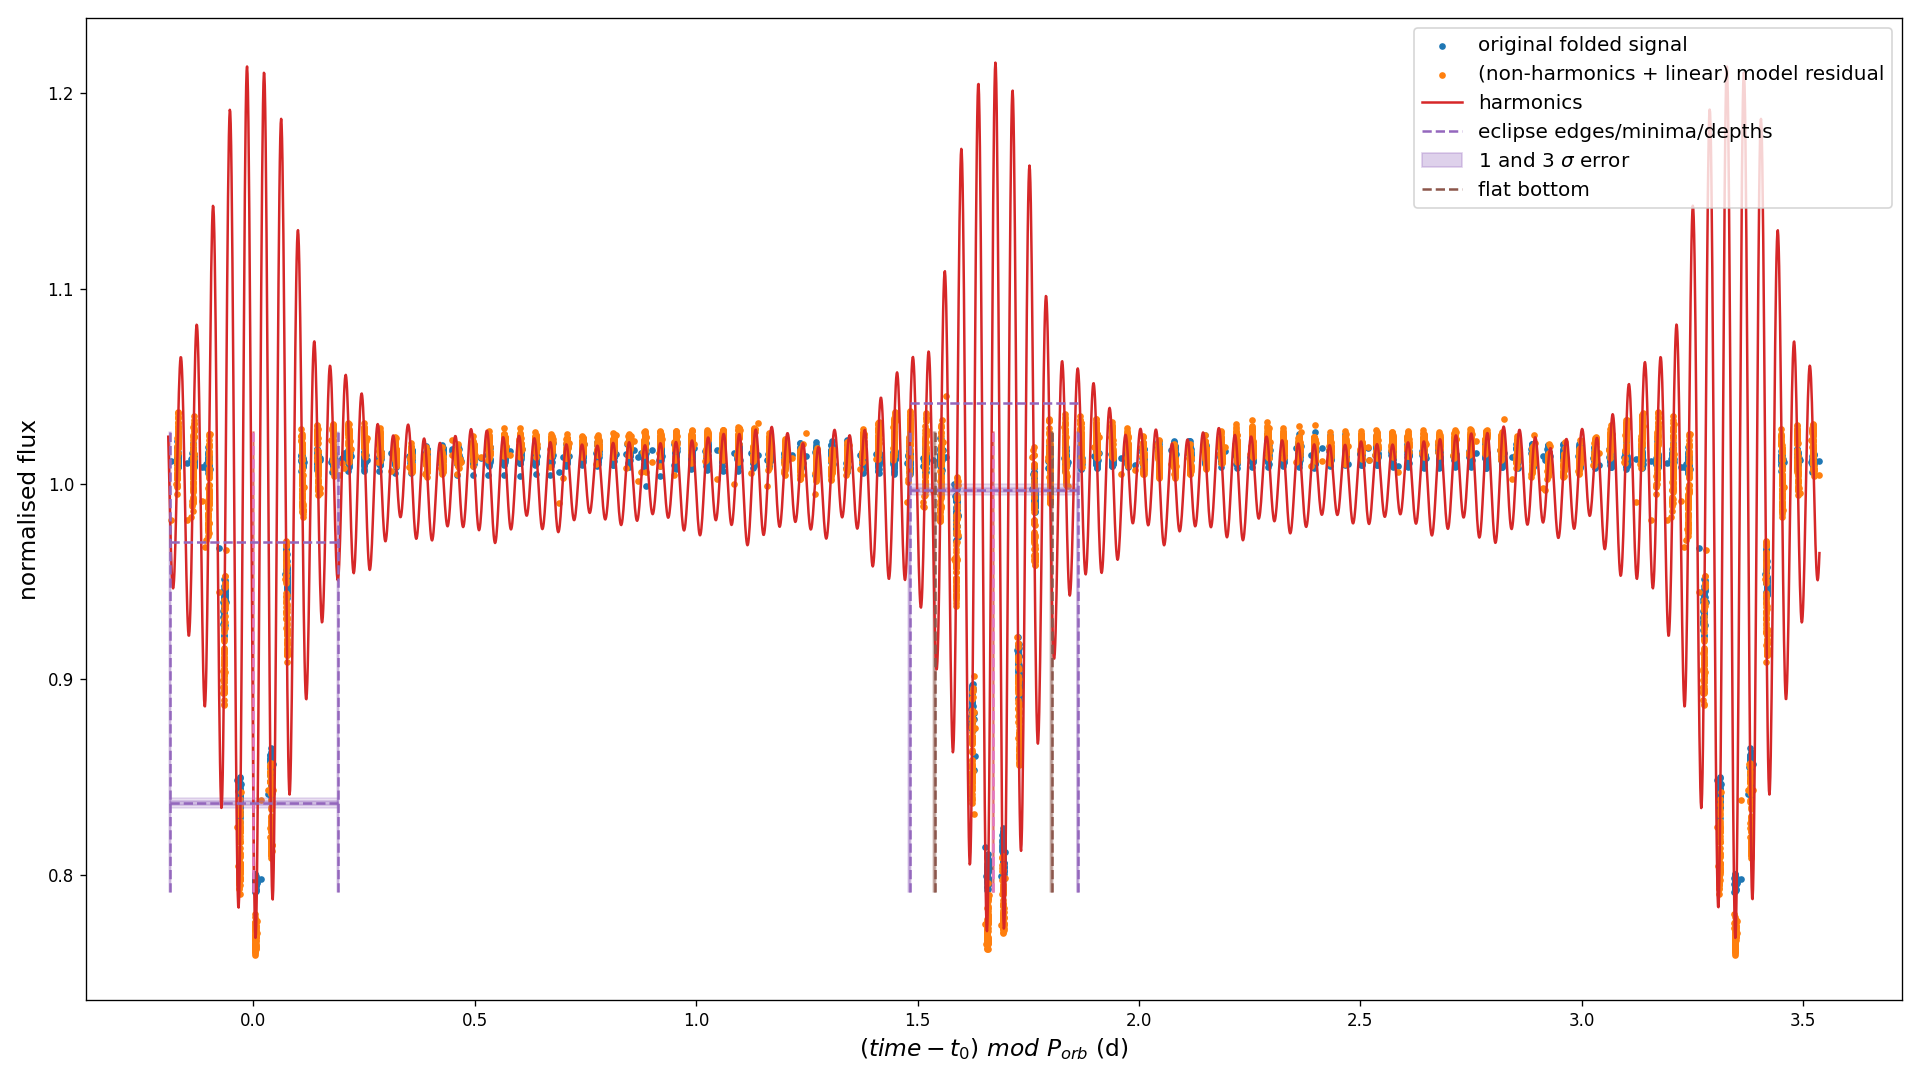 original folded signal
(non-harmonics + linear) model residual
harmonics
eclipse edges/minima/depths
1 and 3 σ error
flat bottom
normalised flux
1.2
1.1
1.0
0.9
0.8
0.0 0.5 1.0 1.5 2.0 2.5 3.0 3.5
(time − t₀) mod Pₒᵣb (d)